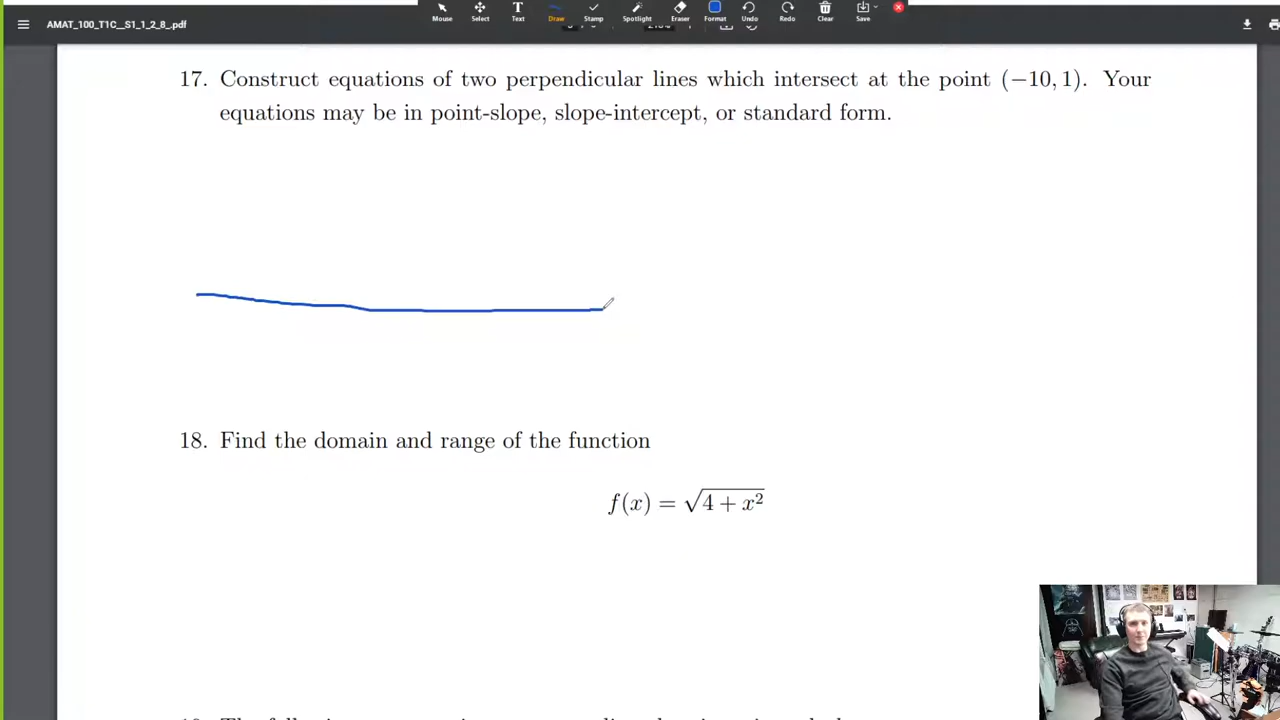 AMAT_100_T1C__S1_1_2_8_.pdf
Mouse Select Text Draw Stamp Spotlight Eraser Format Undo Redo Clear Save
17. Construct equations of two perpendicular lines which intersect at the point (−10, 1). Your
equations may be in point-slope, slope-intercept, or standard form.
18. Find the domain and range of the function
f(x) = √4 + x²